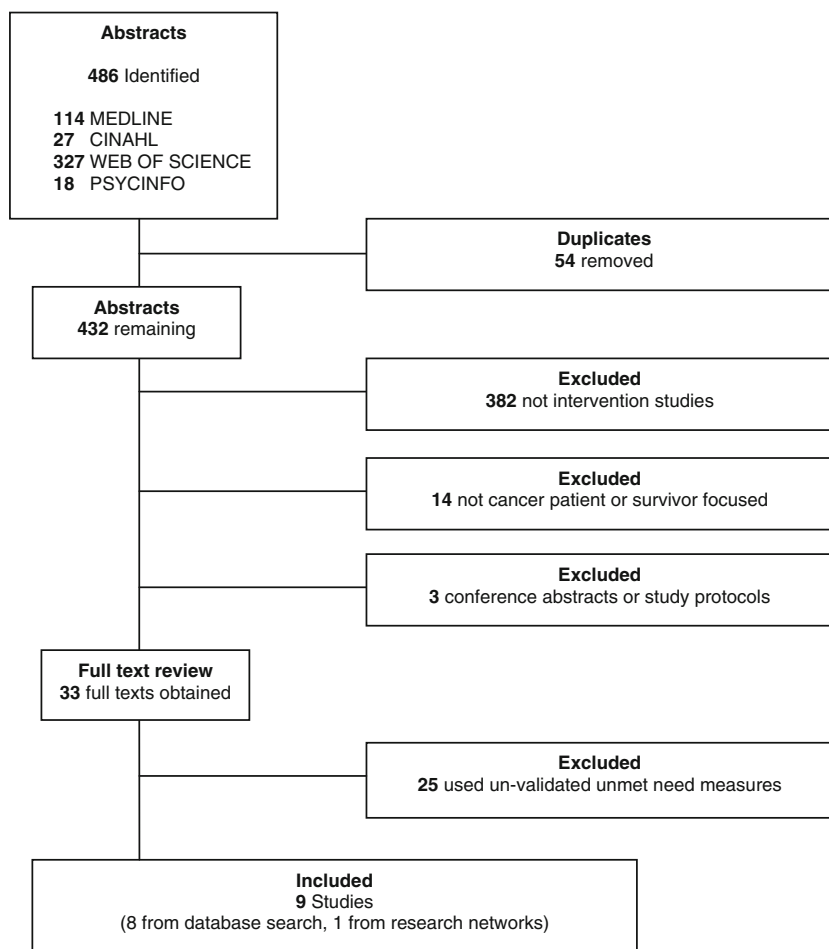 Abstracts
486 Identified
114 MEDLINE
27 CINAHL
327 WEB OF SCIENCE
18 PSYCINFO
Duplicates
54 removed
Abstracts
432 remaining
Excluded
382 not intervention studies
Excluded
14 not cancer patient or survivor focused
Excluded
3 conference abstracts or study protocols
Full text review
33 full texts obtained
Excluded
25 used un-validated unmet need measures
Included
9 Studies
(8 from database search, 1 from research networks)